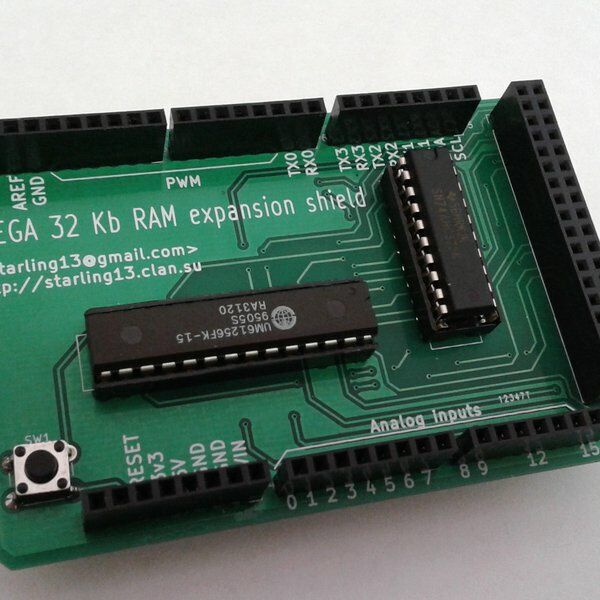 AREF
GND
PWM
TX0
RX0
TX3
RX3
TX2
RX2
SCL
EGA 32 Kb RAM expansion shield
starling13@gmail.com>
p://starling13.clan.su
UM61256FK-15
9505S
RA3120
SW1
RESET
3v3
5V
GND
GND
VIN
Analog Inputs
123471
0 1 2 3 4 5 6 7 8 9 12 15